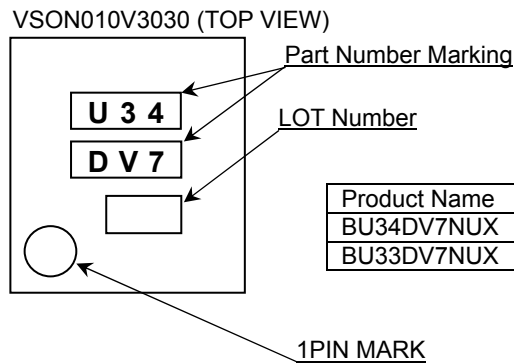 VSON010V3030 (TOP VIEW)
Part Number Marking
U 3 4
LOT Number
D V 7
Product Name
BU34DV7NUX
BU33DV7NUX
1PIN MARK